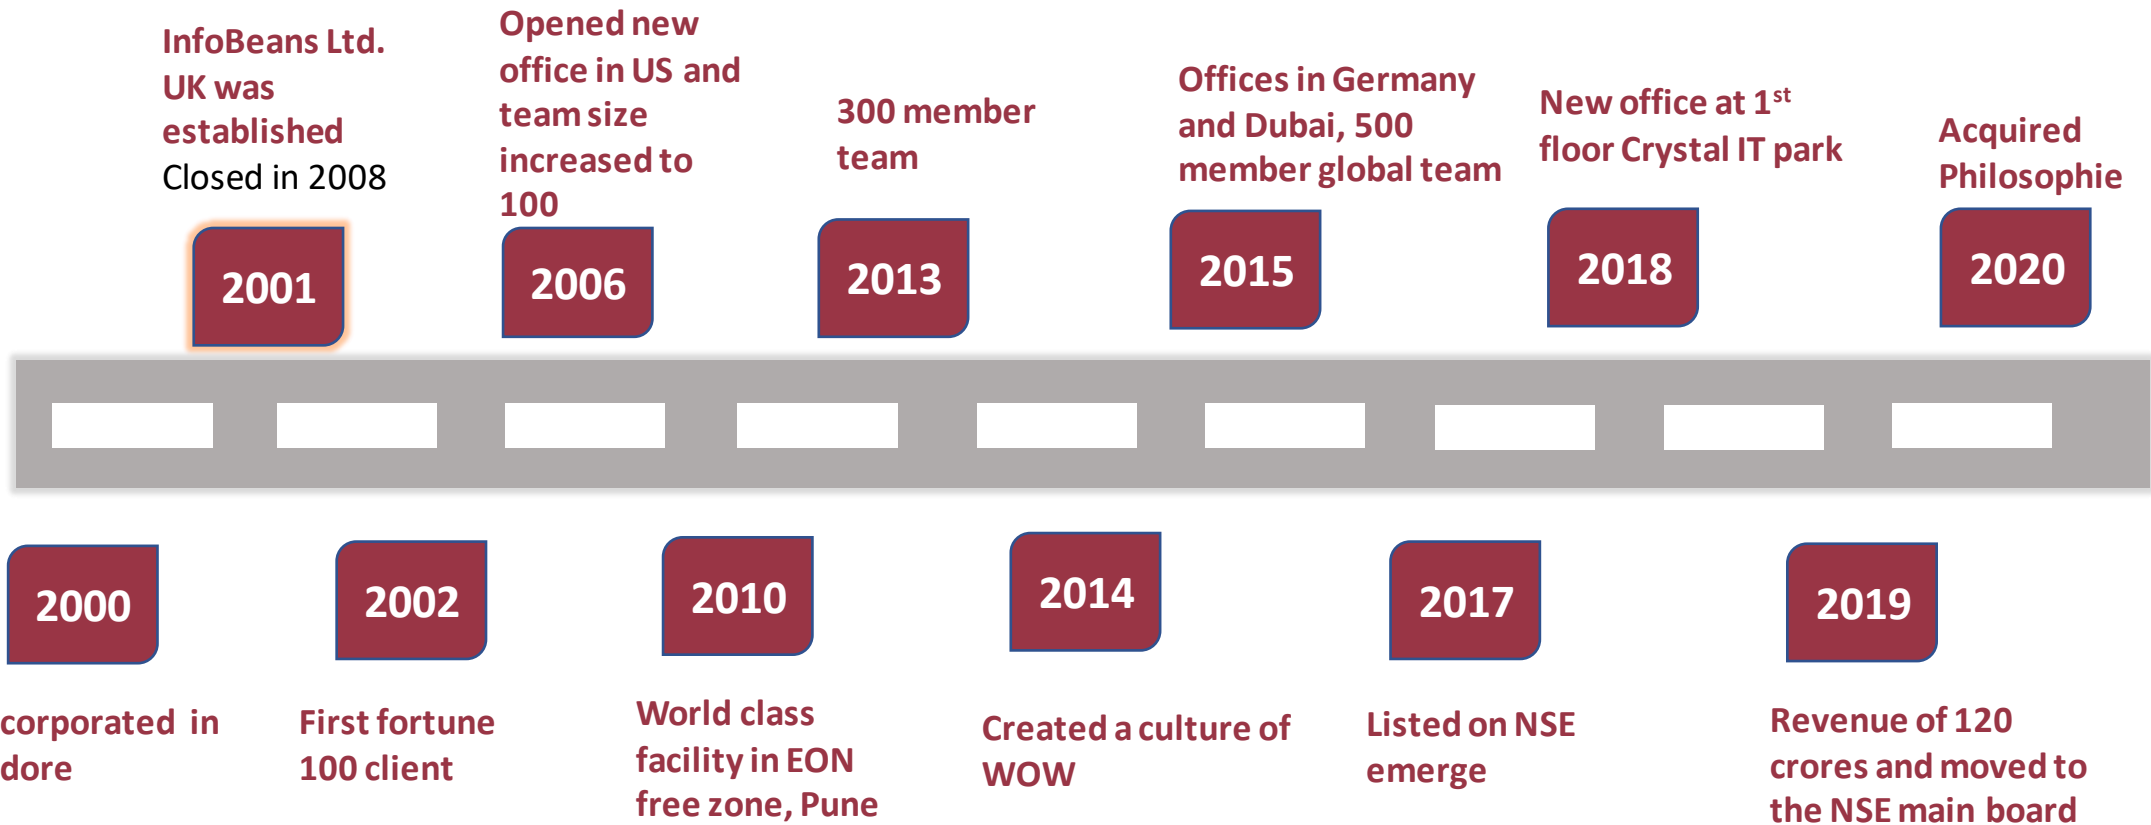 InfoBeans Ltd.
UK was
established
Closed in 2008
Opened new
office in US and
team size
increased to
100
300 member
team
Offices in Germany
and Dubai, 500
member global team
New office at 1st
floor Crystal IT park
Acquired
Philosophie
2001
2006
2013
2015
2018
2020
2000
2002
2010
2014
2017
2019
corporated in
dore
First fortune
100 client
World class
facility in EON
free zone, Pune
Created a culture of
WOW
Listed on NSE
emerge
Revenue of 120
crores and moved to
the NSE main board